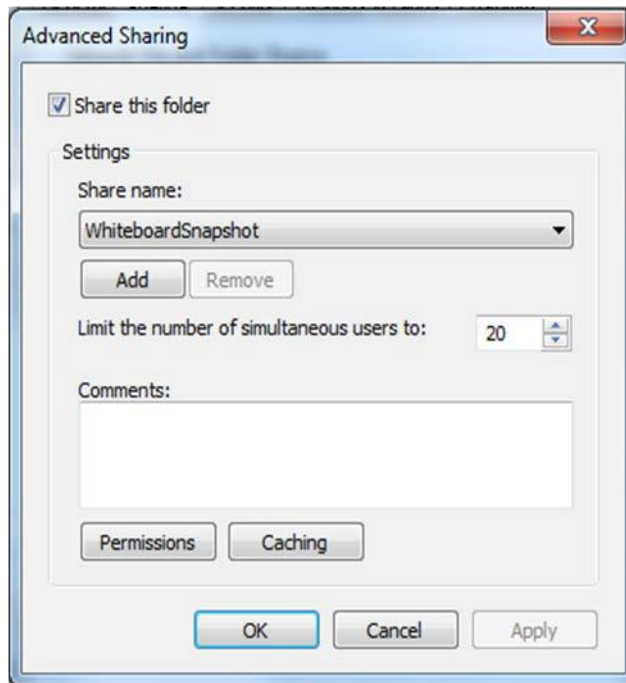 Advanced Sharing
Share this folder
Settings
Share name:
WhiteboardSnapshot
Add Remove
Limit the number of simultaneous users to: 20
Comments:
Permissions Caching
OK Cancel Apply